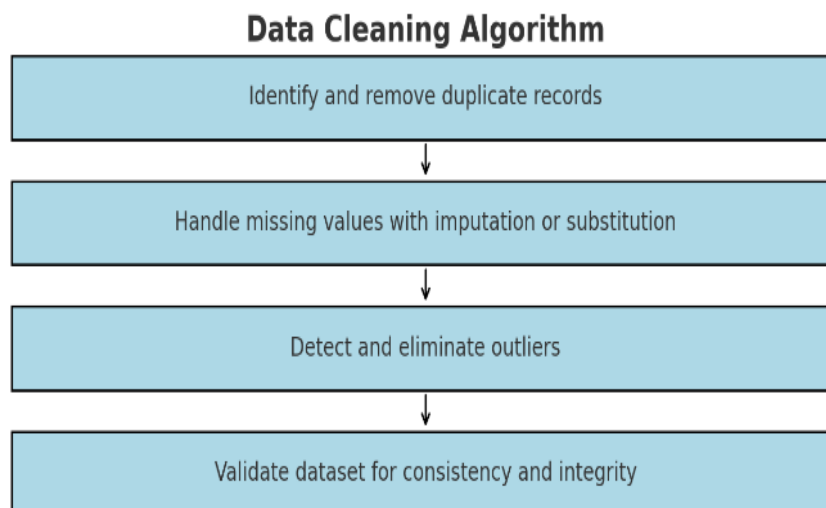 Data Cleaning Algorithm
Identify and remove duplicate records
Handle missing values with imputation or substitution
Detect and eliminate outliers
Validate dataset for consistency and integrity